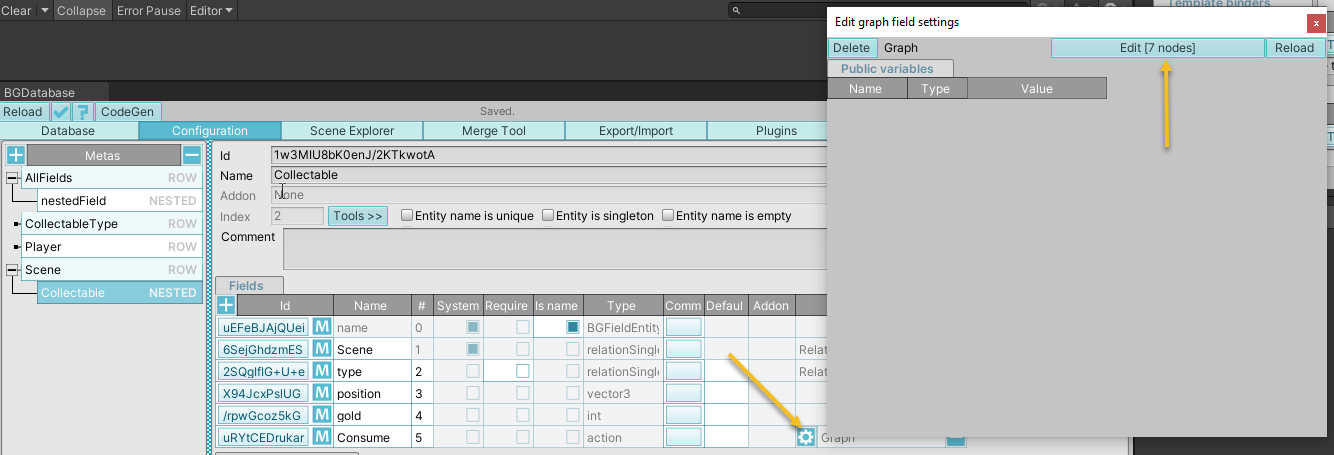 Clear
Collapse
Error Pause
Editor
Template binders
BGDatabase
Reload
CodeGen
Saved.
Database
Configuration
Scene Explorer
Merge Tool
Export/Import
Plugins
Metas
AllFields ROW
nestedField NESTED
CollectableType ROW
Player ROW
Scene ROW
Collectable NESTED
Id 1w3MIU8bK0enJ/2KTkwotA
Name Collectable
Addon None
Index 2 Tools >> Entity name is unique Entity is singleton Entity name is empty
Comment
Fields
Id Name # System Require Is name Type Comm Defaul Addon
uEFeBJAjQUei M name 0 BGFieldEntity
6SejGhdzmES M Scene 1 relationSingle Relat
2SQgIfIG+U+e M type 2 relationSingle Relat
X94JcxPslUG M position 3 vector3
/rpwGcoz5kG M gold 4 int
uRYtCEDrukar M Consume 5 action Graph
Edit graph field settings
x
Delete Graph Edit [7 nodes] Reload
Public variables
Name Type Value